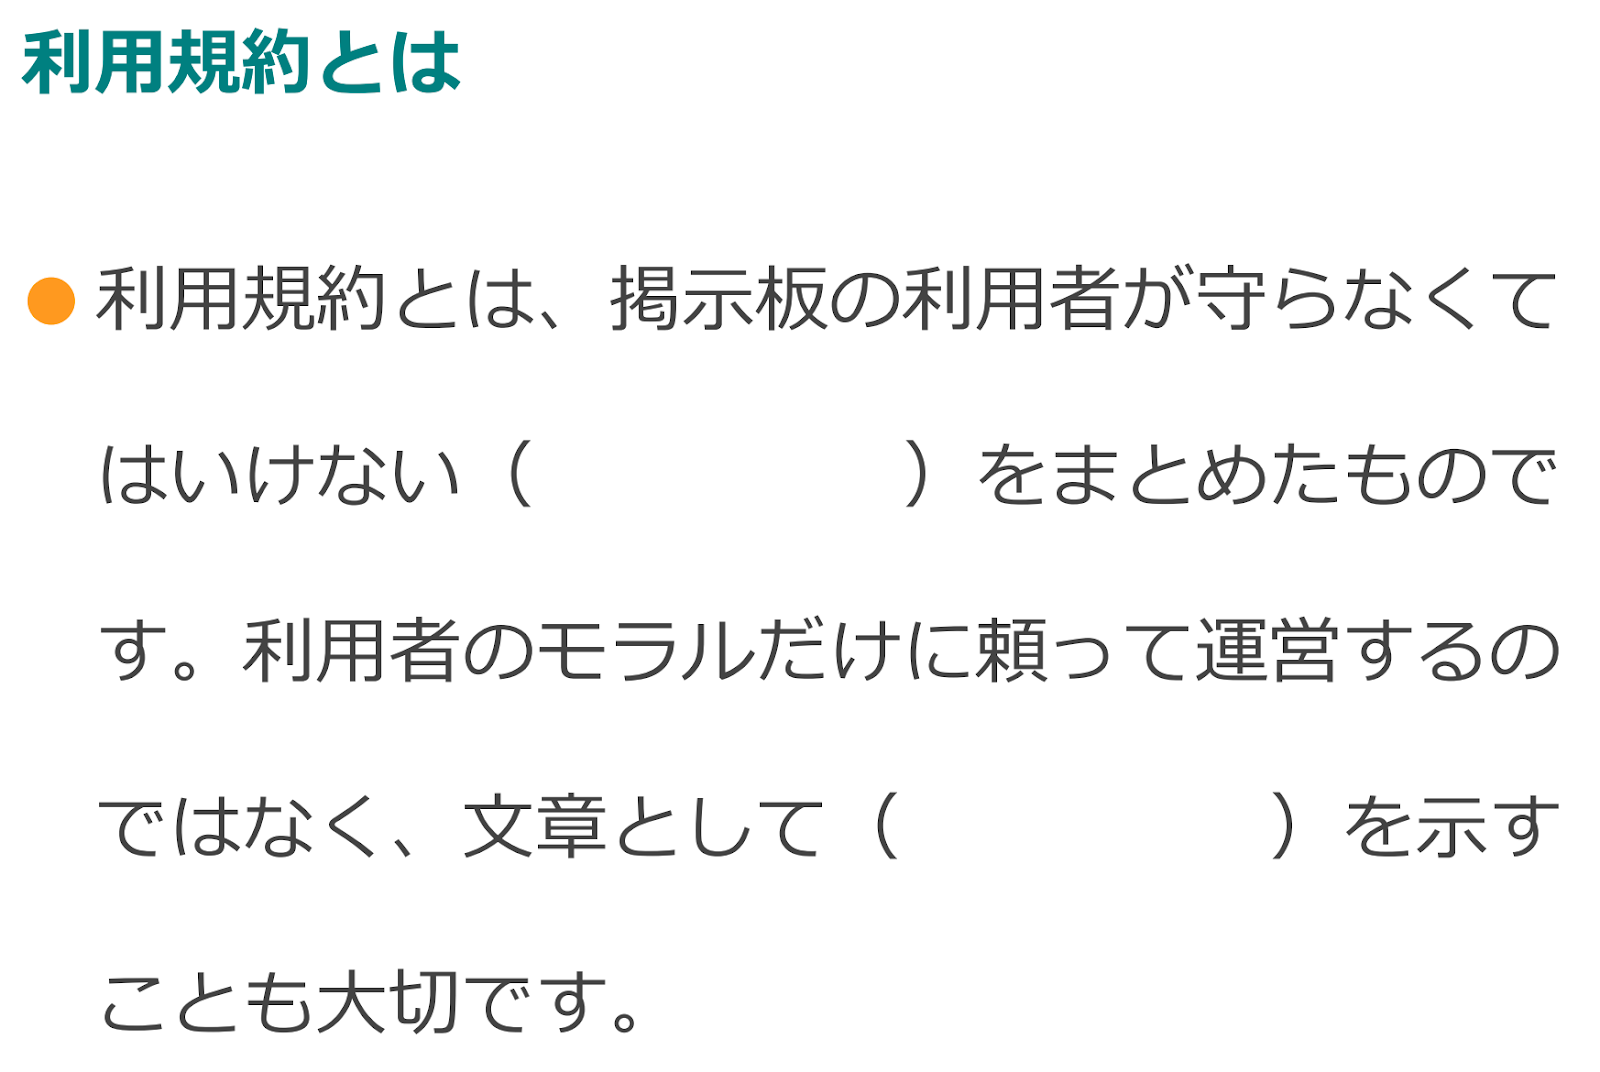 利用規約とは
●利用規約とは、掲示板の利用者が守らなくて
はいけない（　　　　　）をまとめたもので
す。利用者のモラルだけに頼って運営するの
ではなく、文章として（　　　　　）を示す
ことも大切です。